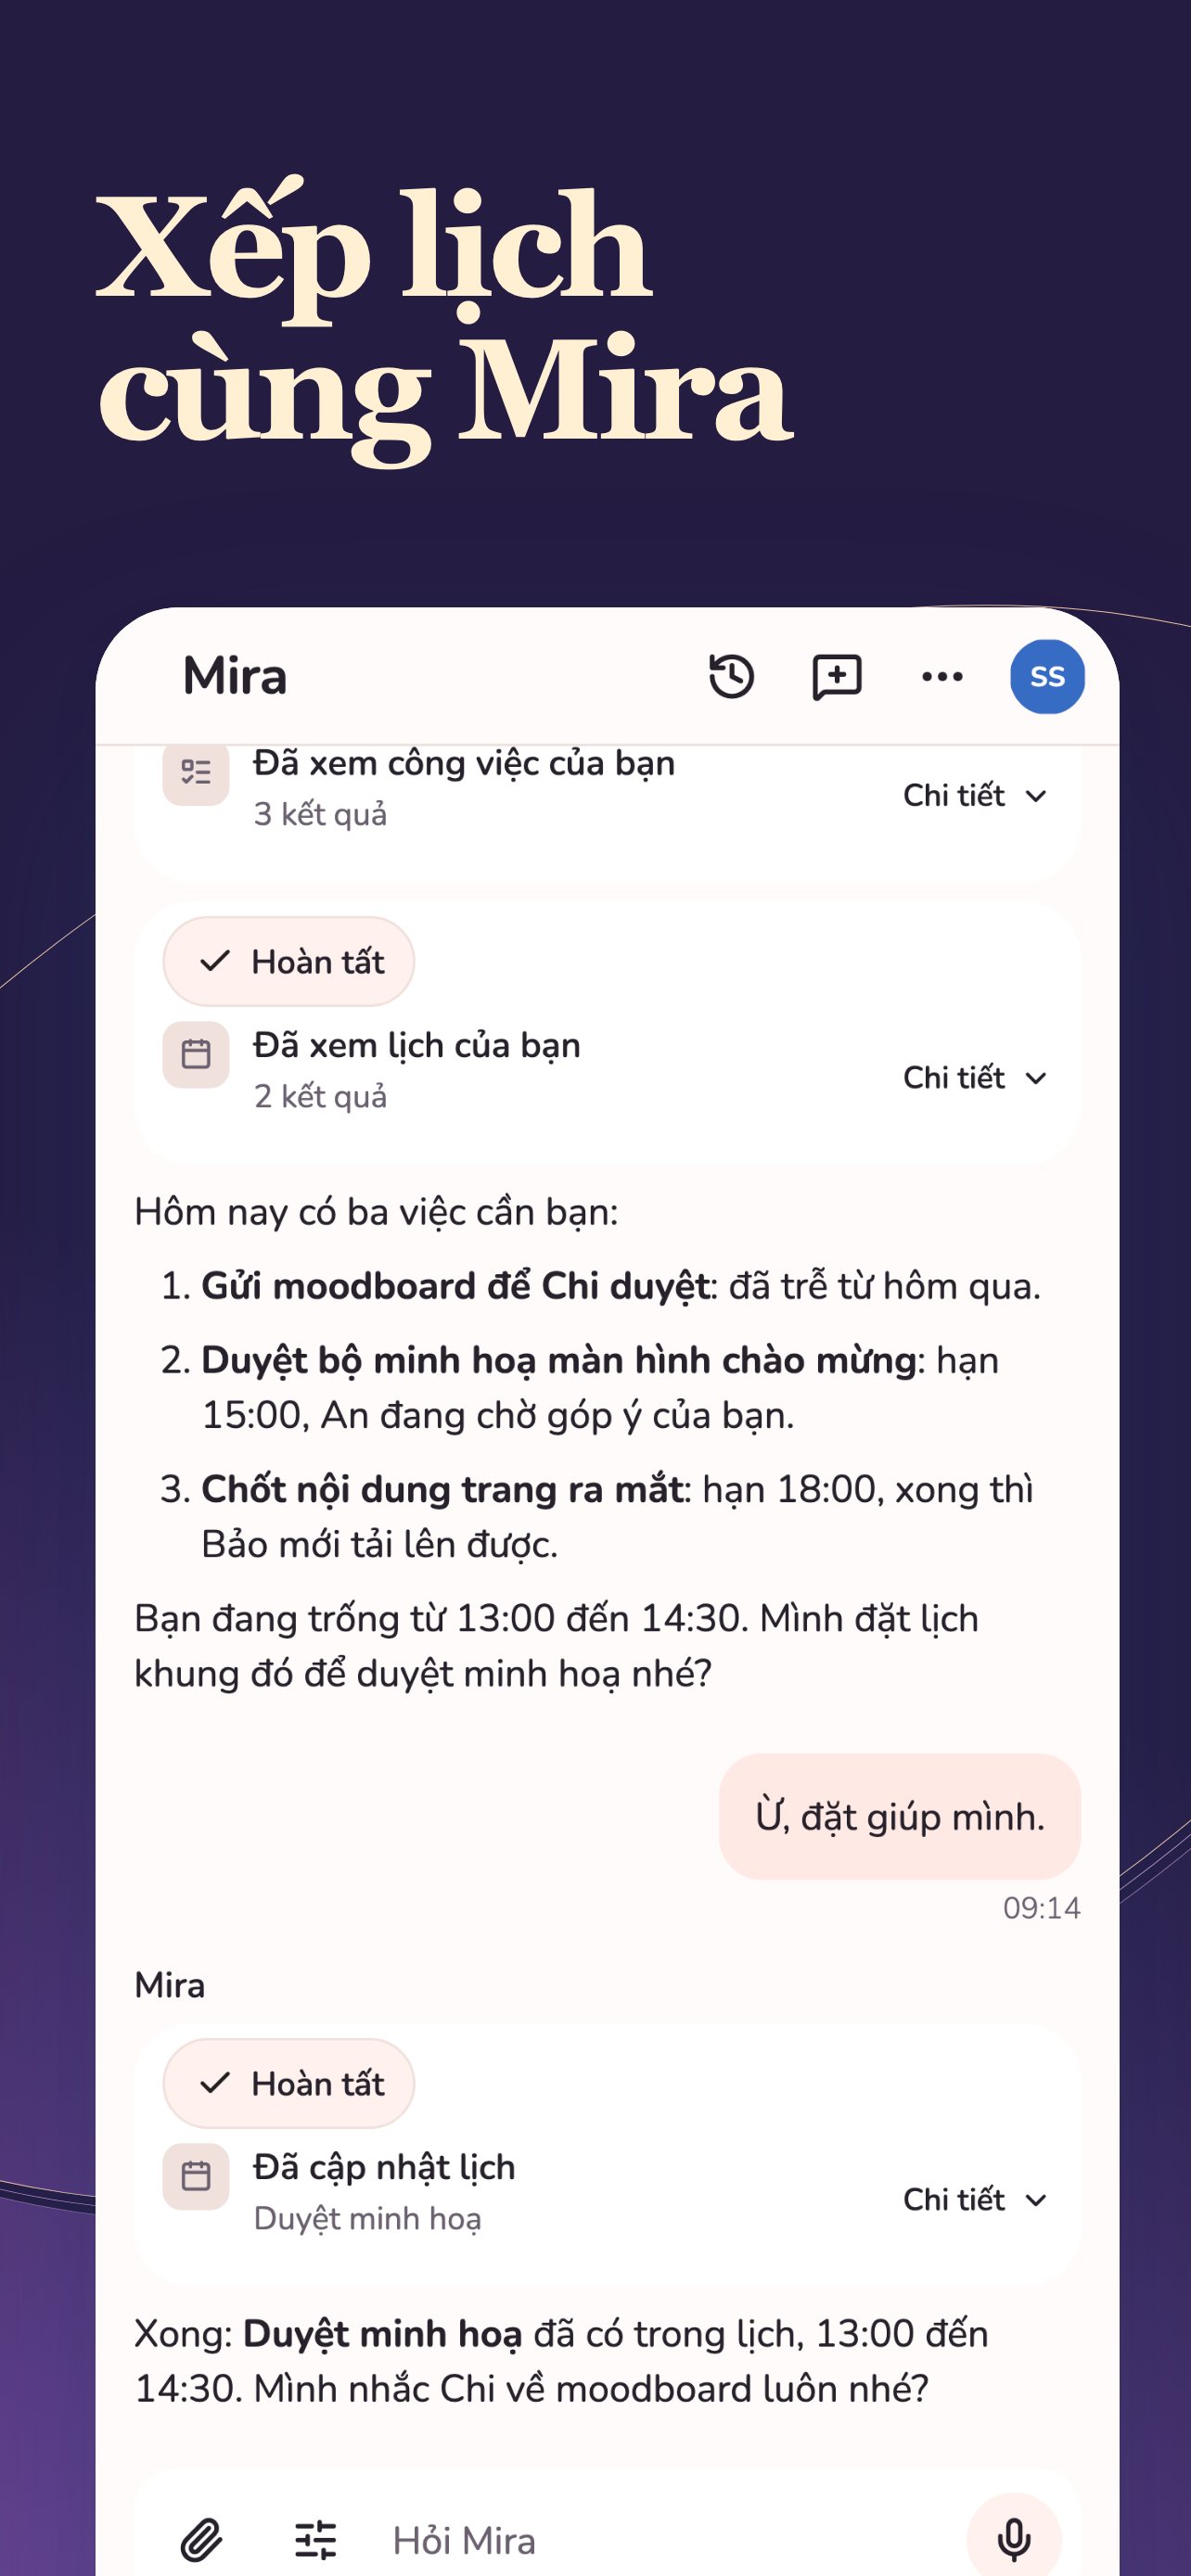 Xếp lịch
cùng Mira
Mira
SS
Đã xem công việc của bạn
3 kết quả
Chi tiết
Hoàn tất
Đã xem lịch của bạn
2 kết quả
Chi tiết
Hôm nay có ba việc cần bạn:
1. Gửi moodboard để Chi duyệt: đã trễ từ hôm qua.
2. Duyệt bộ minh hoạ màn hình chào mừng: hạn
15:00, An đang chờ góp ý của bạn.
3. Chốt nội dung trang ra mắt: hạn 18:00, xong thì
Bảo mới tải lên được.
Bạn đang trống từ 13:00 đến 14:30. Mình đặt lịch
khung đó để duyệt minh hoạ nhé?
Ừ, đặt giúp mình.
09:14
Mira
Hoàn tất
Đã cập nhật lịch
Duyệt minh hoạ
Chi tiết
Xong: Duyệt minh hoạ đã có trong lịch, 13:00 đến
14:30. Mình nhắc Chi về moodboard luôn nhé?
Hỏi Mira